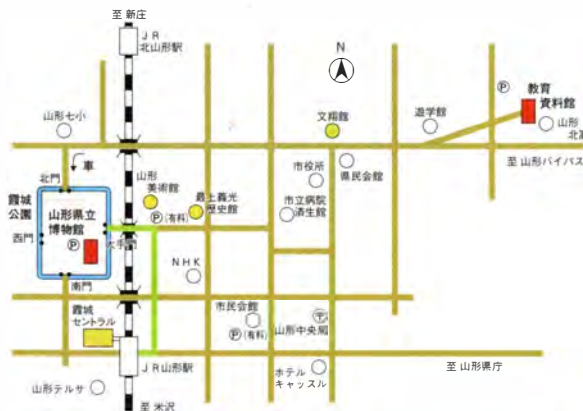 至 新庄
JR
北山形駅
N
P
教育
資料館
山形
北高
山形七小
文翔館
遊学館
北門
車
山形
美術館
市役所
県民会館
至 山形バイパス
霞城
公園
山形県立
博物館
P
最上義光
歴史館
P(有料)
市立病院
済生館
西門
大手門
NHK
南門
霞城
セントラル
市民会館
P(有料)
〒
山形中央局
JR山形駅
至 山形県庁
ホテル
キャッスル
山形テルサ
至 米沢